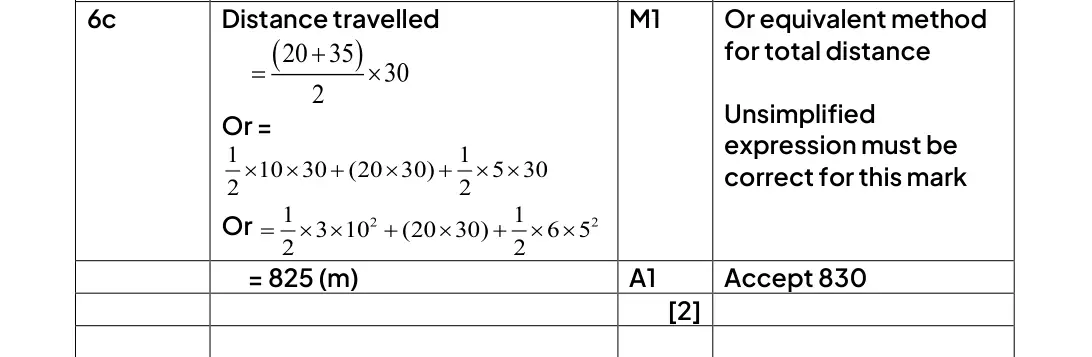 6c Distance travelled M1 Or equivalent method
= (20+35)/2 ×30 for total distance
Or = Unsimplified
1/2 ×10×30+(20×30)+ 1/2 ×5×30 expression must be
correct for this mark
Or = 1/2 ×3×10² +(20×30)+ 1/2 ×6×5²
= 825 (m) A1 Accept 830
[2]